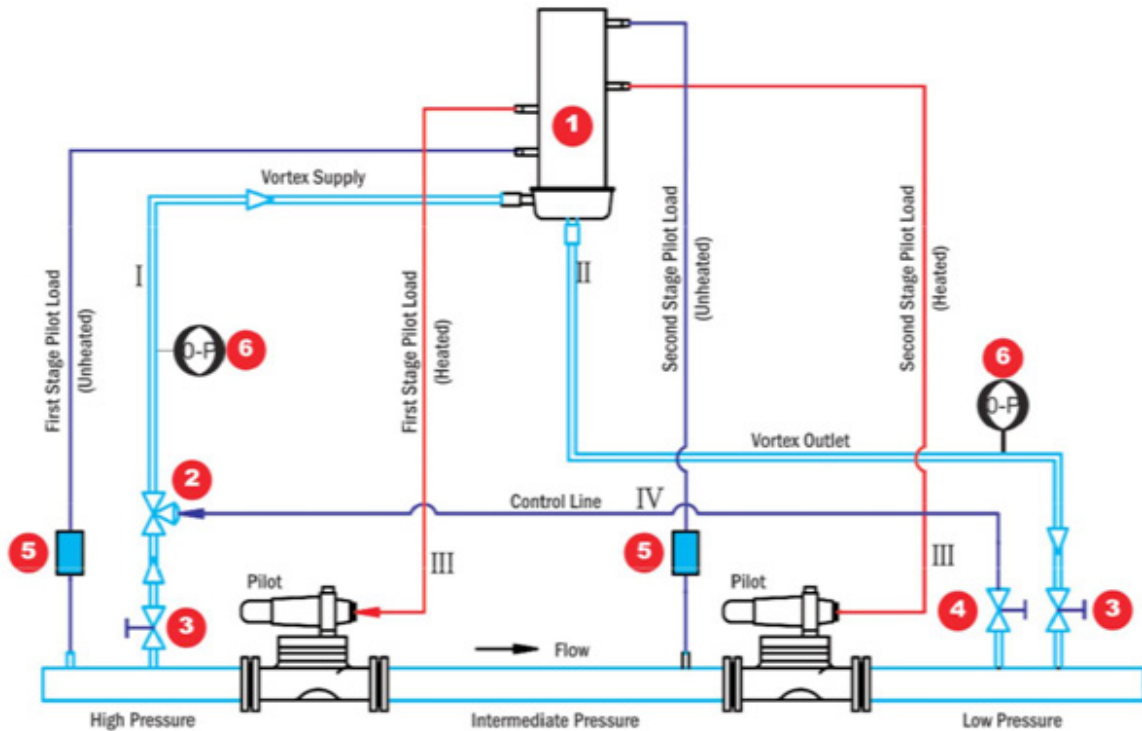 1
Vortex Supply
I
II
First Stage Pilot Load
(Unheated)
First Stage Pilot Load
(Heated)
Second Stage Pilot Load
(Unheated)
Second Stage Pilot Load
(Heated)
0-P
6
6
0-P
Vortex Outlet
2
Control Line
IV
5
III
5
III
Pilot
Pilot
3
4
3
Flow
High Pressure
Intermediate Pressure
Low Pressure